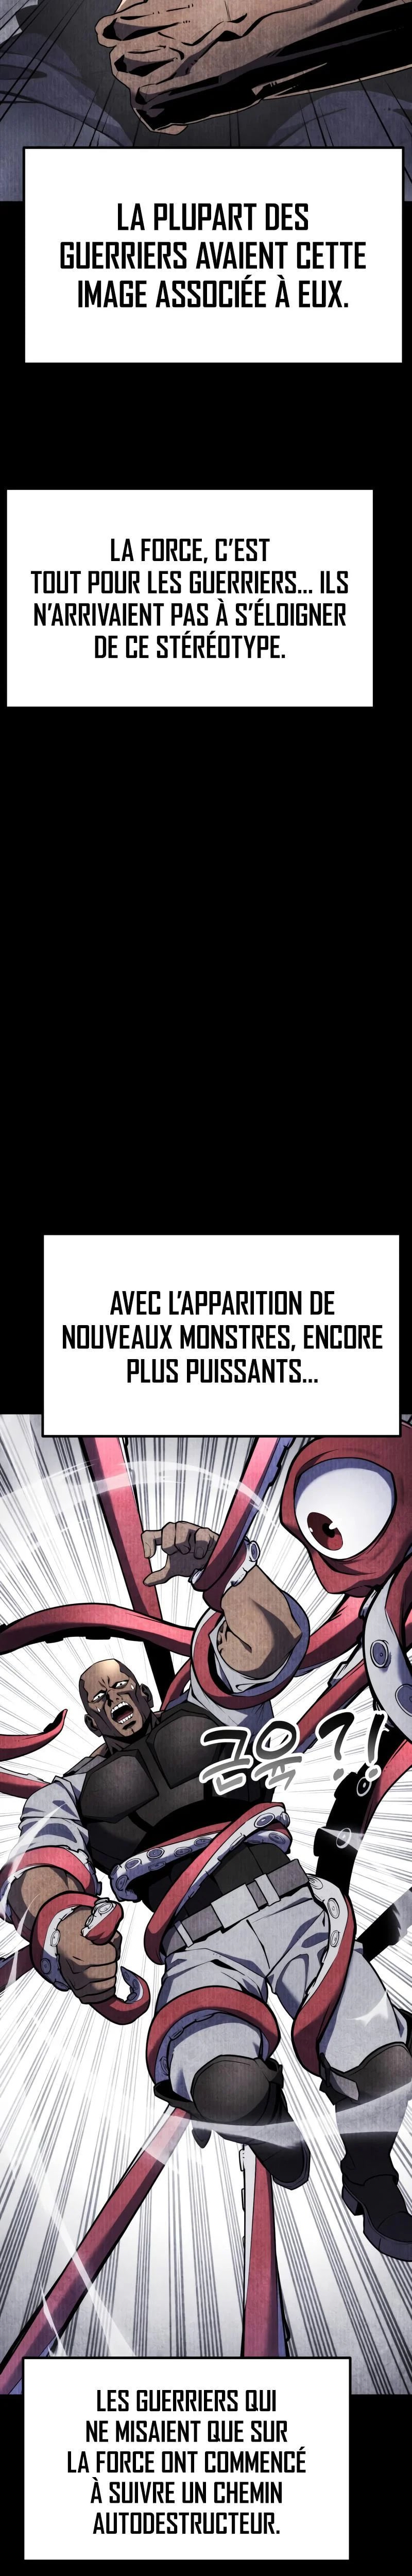 LA PLUPART DES
GUERRIERS AVAIENT CETTE
IMAGE ASSOCIÉE À EUX.
LA FORCE, C'EST
TOUT POUR LES GUERRIERS... ILS
N'ARRIVAIENT PAS À S'ÉLOIGNER
DE CE STÉRÉOTYPE.
AVEC L'APPARITION DE
NOUVEAUX MONSTRES, ENCORE
PLUS PUISSANTS...
근육?!
LES GUERRIERS QUI
NE MISAIENT QUE SUR
LA FORCE ONT COMMENCÉ
À SUIVRE UN CHEMIN
AUTODESTRUCTEUR.